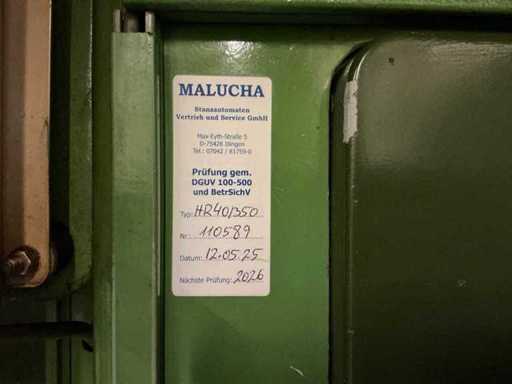 MALUCHA
Stanzautomaten
Vertrieb und Service GmbH
Max-Eyth-Straße 5
D-75428 Illingen
Tel.: 07042 / 81759-0
Prüfung gem.
DGUV 100-500
und BetrSichV
Typ: HR40/350
Nr.: 110589
Datum: 12.05.25
Nächste Prüfung: 2026